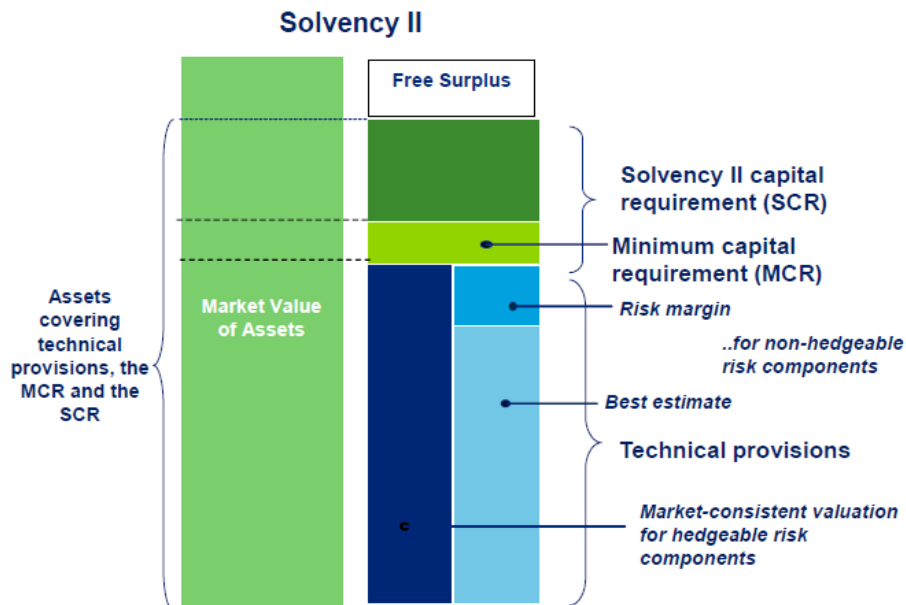 Solvency II
Free Surplus
Solvency II capital
requirement (SCR)
Minimum capital
requirement (MCR)
Assets
covering
technical
provisions, the
MCR and the
SCR
Market Value
of Assets
Risk margin
..for non-hedgeable
risk components
Best estimate
Technical provisions
Market-consistent valuation
for hedgeable risk
components